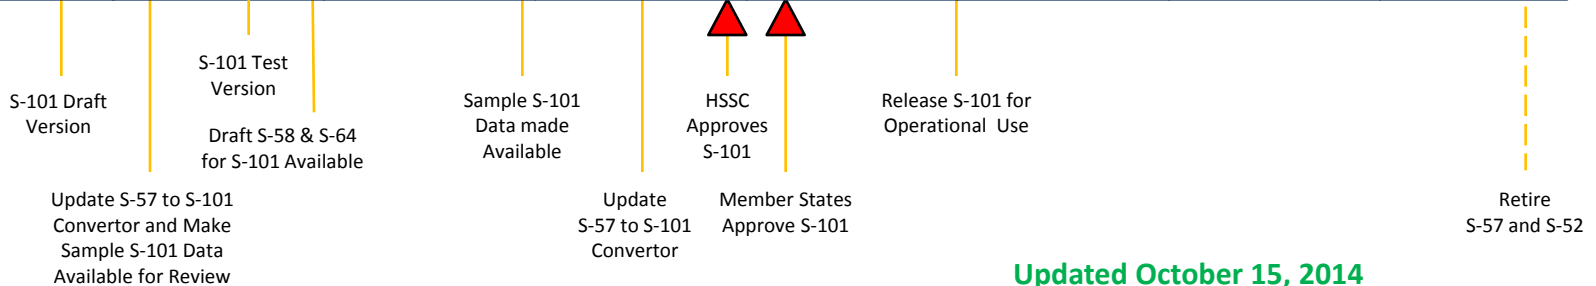 S-101 Draft
Version
Update S-57 to S-101
Convertor and Make
Sample S-101 Data
Available for Review
S-101 Test
Version
Draft S-58 & S-64
for S-101 Available
Sample S-101
Data made
Available
Update
S-57 to S-101
Convertor
HSSC
Approves
S-101
Member States
Approve S-101
Release S-101 for
Operational Use
Retire
S-57 and S-52
Updated October 15, 2014